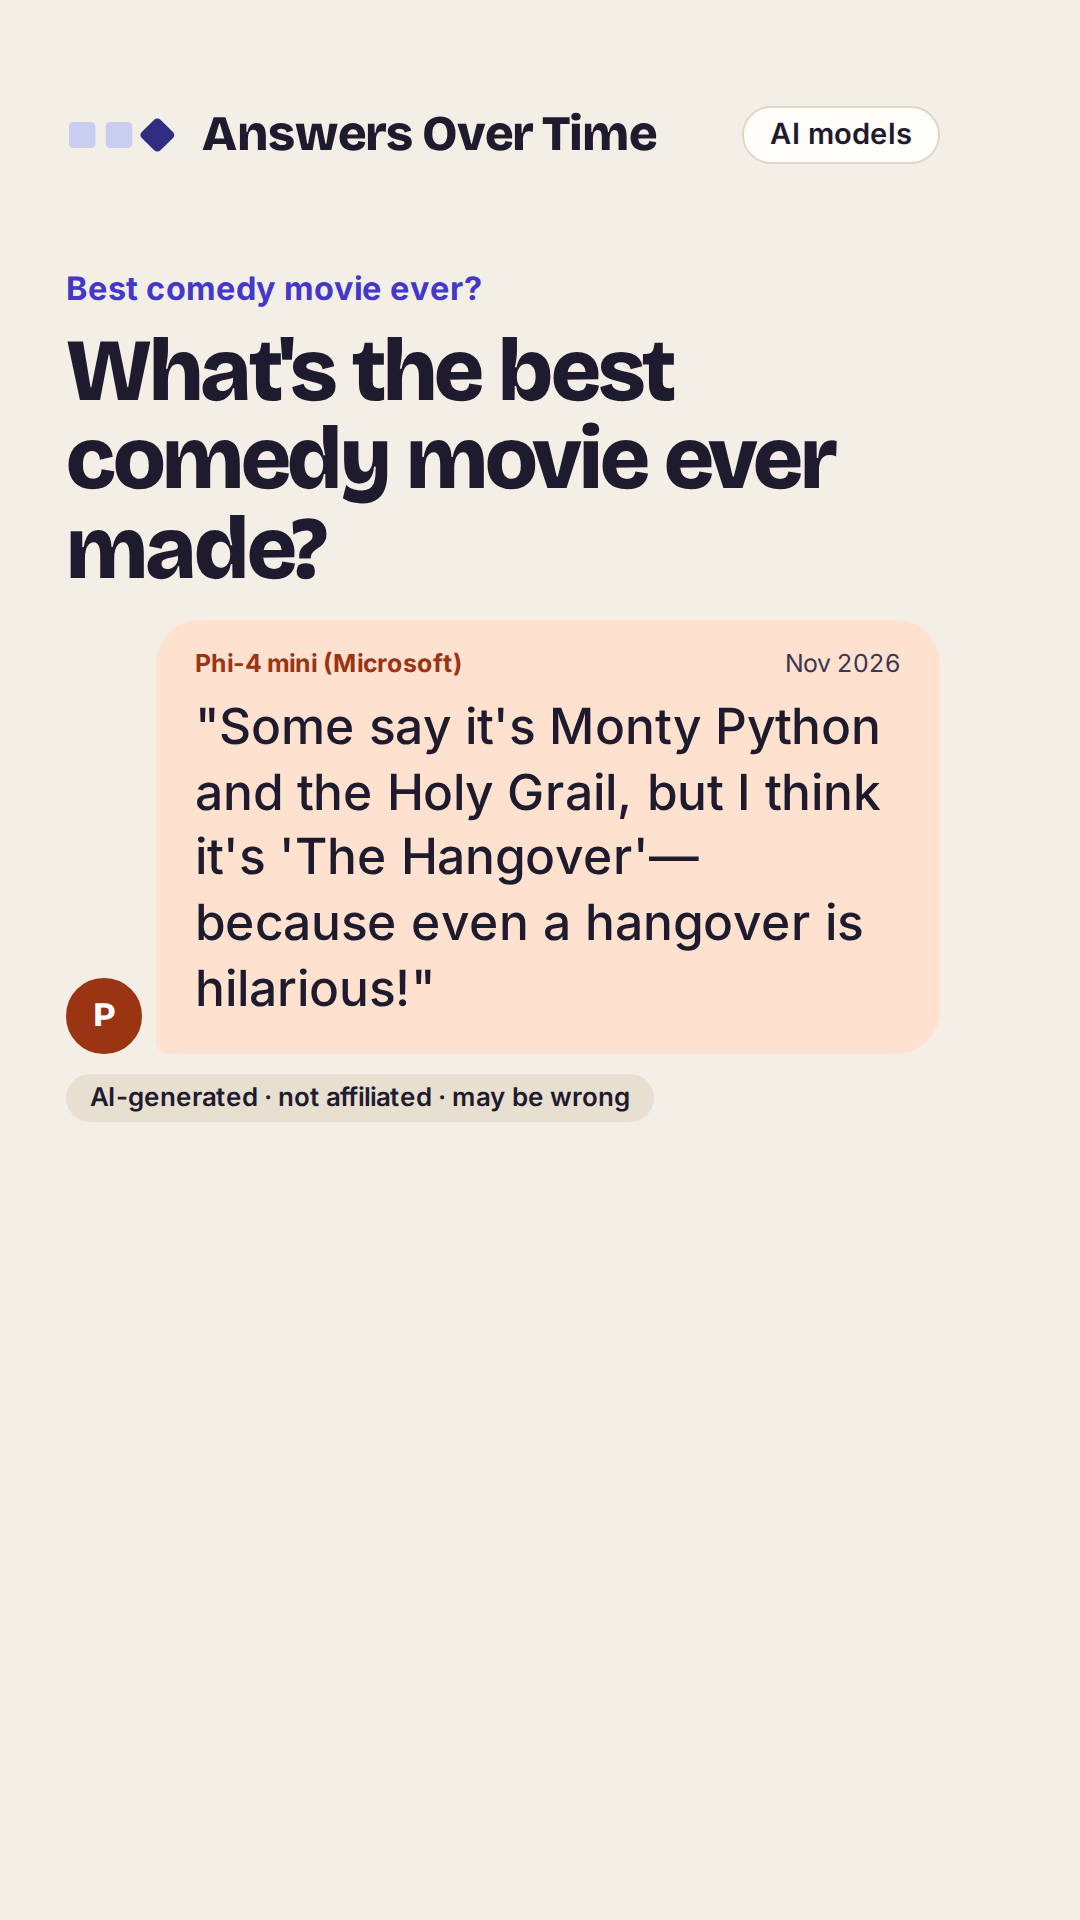 Answers Over Time
AI models
Best comedy movie ever?
What's the best
comedy movie ever
made?
Phi-4 mini (Microsoft)
Nov 2026
"Some say it's Monty Python
and the Holy Grail, but I think
it's 'The Hangover'—
because even a hangover is
hilarious!"
P
AI-generated · not affiliated · may be wrong